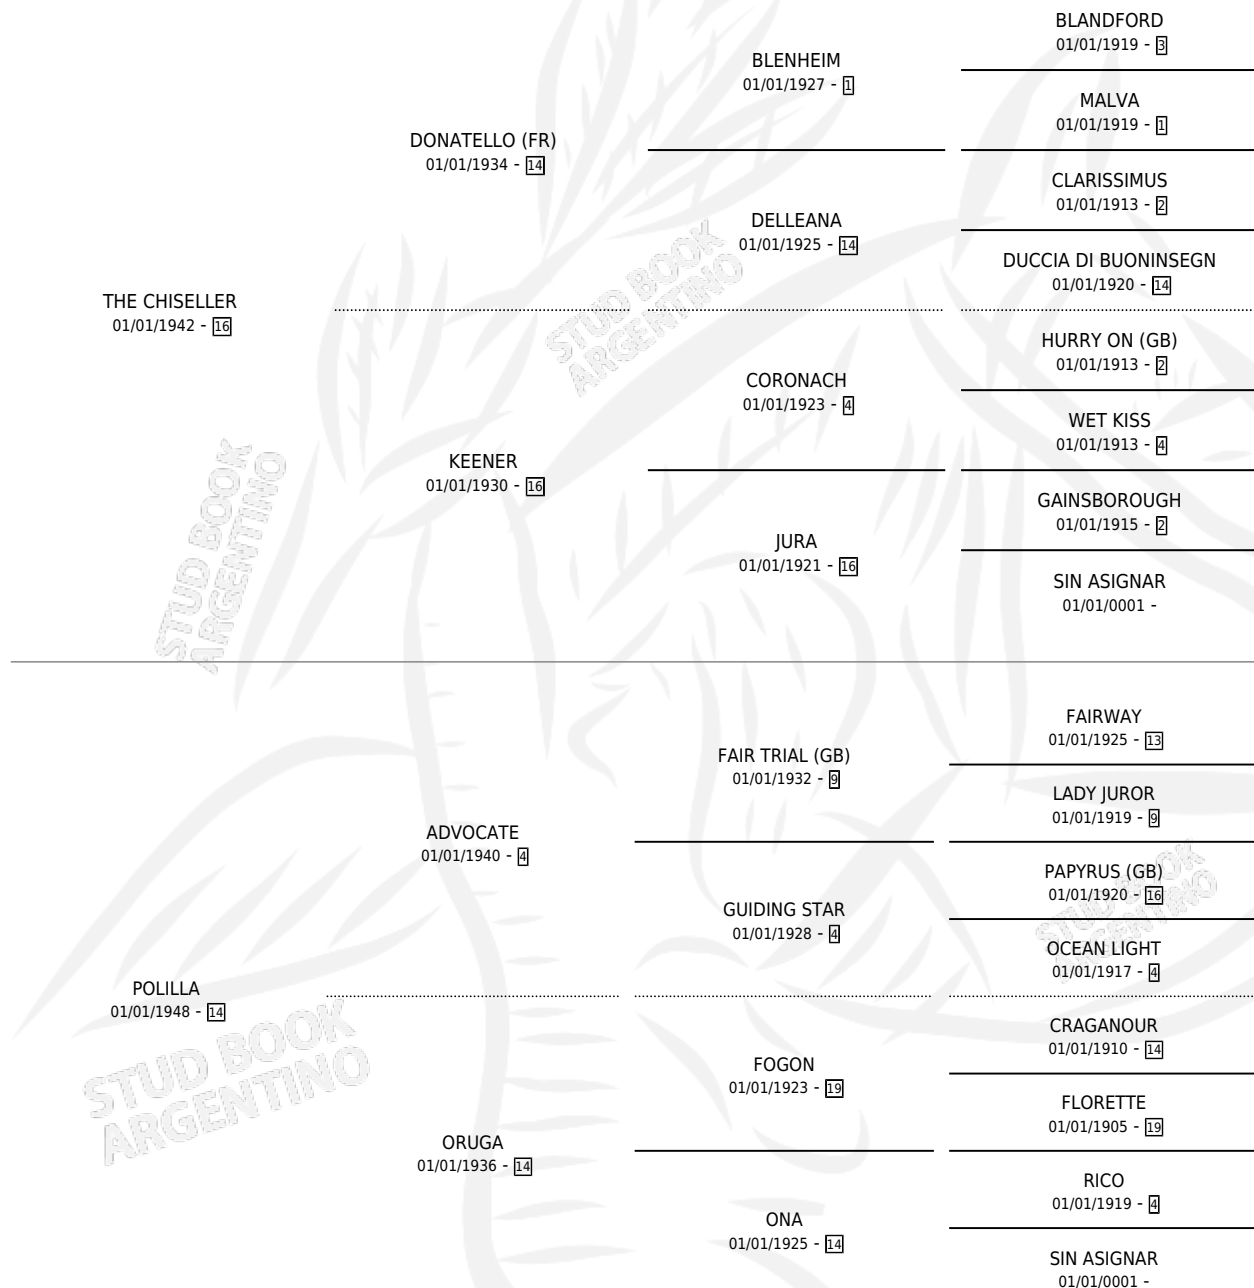 BLANDFORD
01/01/1919 - 3
BLENHEIM
01/01/1927 - 1
MALVA
01/01/1919 - 1
DONATELLO (FR)
01/01/1934 - 14
CLARISSIMUS
01/01/1913 - 2
DELLEANA
01/01/1925 - 14
DUCCIA DI BUONINSEGN
01/01/1920 - 14
THE CHISELLER
01/01/1942 - 16
HURRY ON (GB)
01/01/1913 - 2
CORONACH
01/01/1923 - 4
WET KISS
01/01/1913 - 4
KEENER
01/01/1930 - 16
GAINSBOROUGH
01/01/1915 - 2
JURA
01/01/1921 - 16
SIN ASIGNAR
01/01/0001 -
FAIRWAY
01/01/1925 - 13
FAIR TRIAL (GB)
01/01/1932 - 9
LADY JUROR
01/01/1919 - 9
ADVOCATE
01/01/1940 - 4
PAPYRUS (GB)
01/01/1920 - 16
GUIDING STAR
01/01/1928 - 4
OCEAN LIGHT
01/01/1917 - 4
POLILLA
01/01/1948 - 14
CRAGANOUR
01/01/1910 - 14
FOGON
01/01/1923 - 19
FLORETTE
01/01/1905 - 19
ORUGA
01/01/1936 - 14
RICO
01/01/1919 - 4
ONA
01/01/1925 - 14
SIN ASIGNAR
01/01/0001 -
STUD BOOK
ARGENTINO
STUD BOOK
ARGENTINO
STUD BOOK
ARGENTINO
STUD BOOK
ARGENTINO